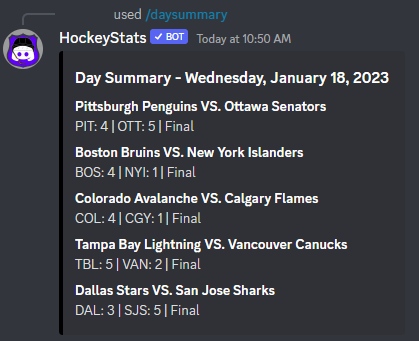 used /daysummary
HockeyStats ✓ BOT Today at 10:50 AM
Day Summary - Wednesday, January 18, 2023
Pittsburgh Penguins VS. Ottawa Senators
PIT: 4 | OTT: 5 | Final
Boston Bruins VS. New York Islanders
BOS: 4 | NYI: 1 | Final
Colorado Avalanche VS. Calgary Flames
COL: 4 | CGY: 1 | Final
Tampa Bay Lightning VS. Vancouver Canucks
TBL: 5 | VAN: 2 | Final
Dallas Stars VS. San Jose Sharks
DAL: 3 | SJS: 5 | Final